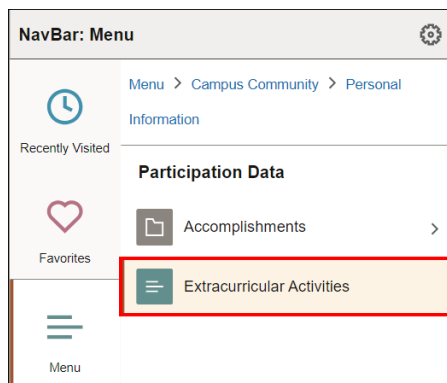 NavBar: Menu
Recently Visited
Favorites
Menu
Menu > Campus Community > Personal
Information
Participation Data
Accomplishments >
Extracurricular Activities